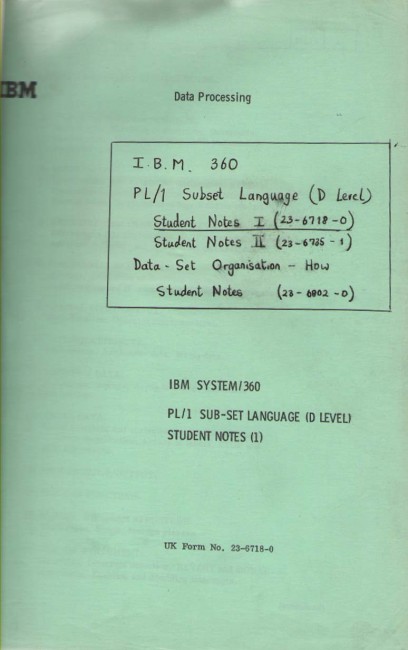 IBM
Data Processing
I.B.M. 360
PL/1 Subset Language (D Level)
Student Notes I (23-6718-0)
Student Notes II (23-6735-1)
Data-Set Organisation - How
Student Notes (23-6802-0)
IBM SYSTEM/360
PL/1 SUB-SET LANGUAGE (D LEVEL)
STUDENT NOTES (1)
UK Form No. 23-6718-0